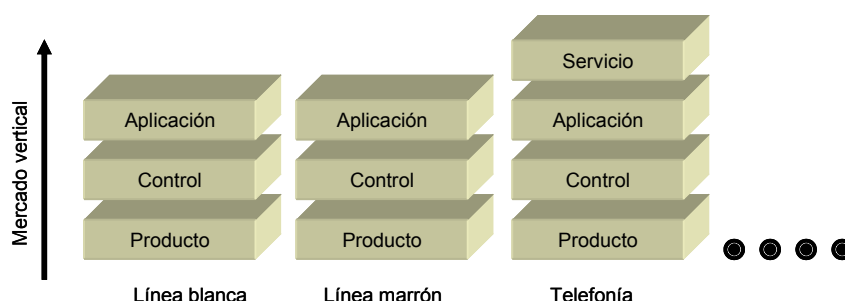 Servicio
Aplicación Aplicación Aplicación
Control Control Control
Producto Producto Producto
Mercado vertical
Línea blanca Línea marrón Telefonía